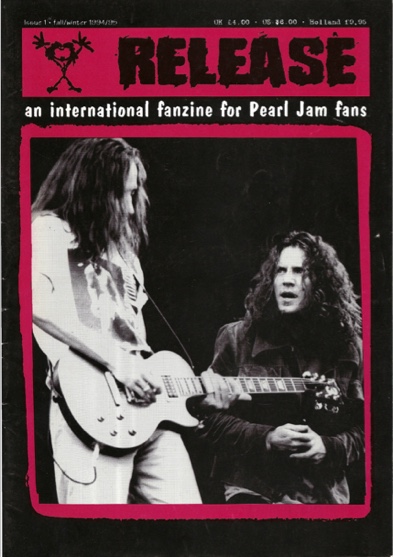 issue 1 - fall/winter 1994/95
UK £4.00 - US $6.00 - Holland f9,95
RELEASE
an international fanzine for Pearl Jam fans